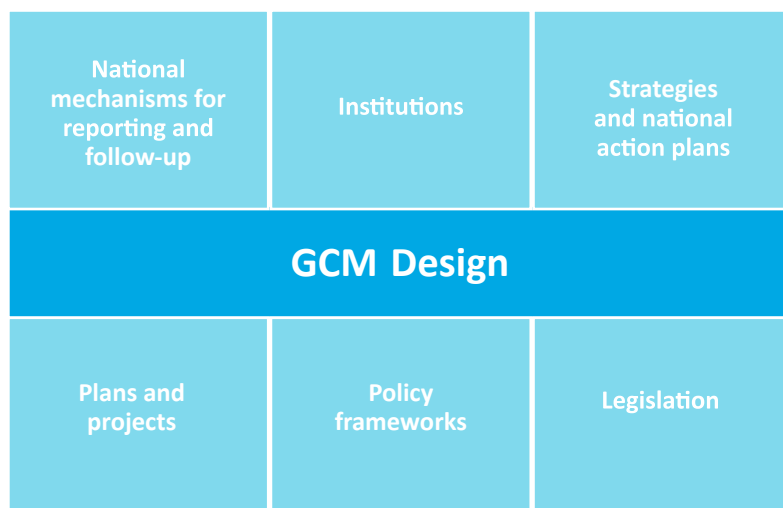 National
mechanisms for
reporting and
follow-up
Institutions
Strategies
and national
action plans
GCM Design
Plans and
projects
Policy
frameworks
Legislation